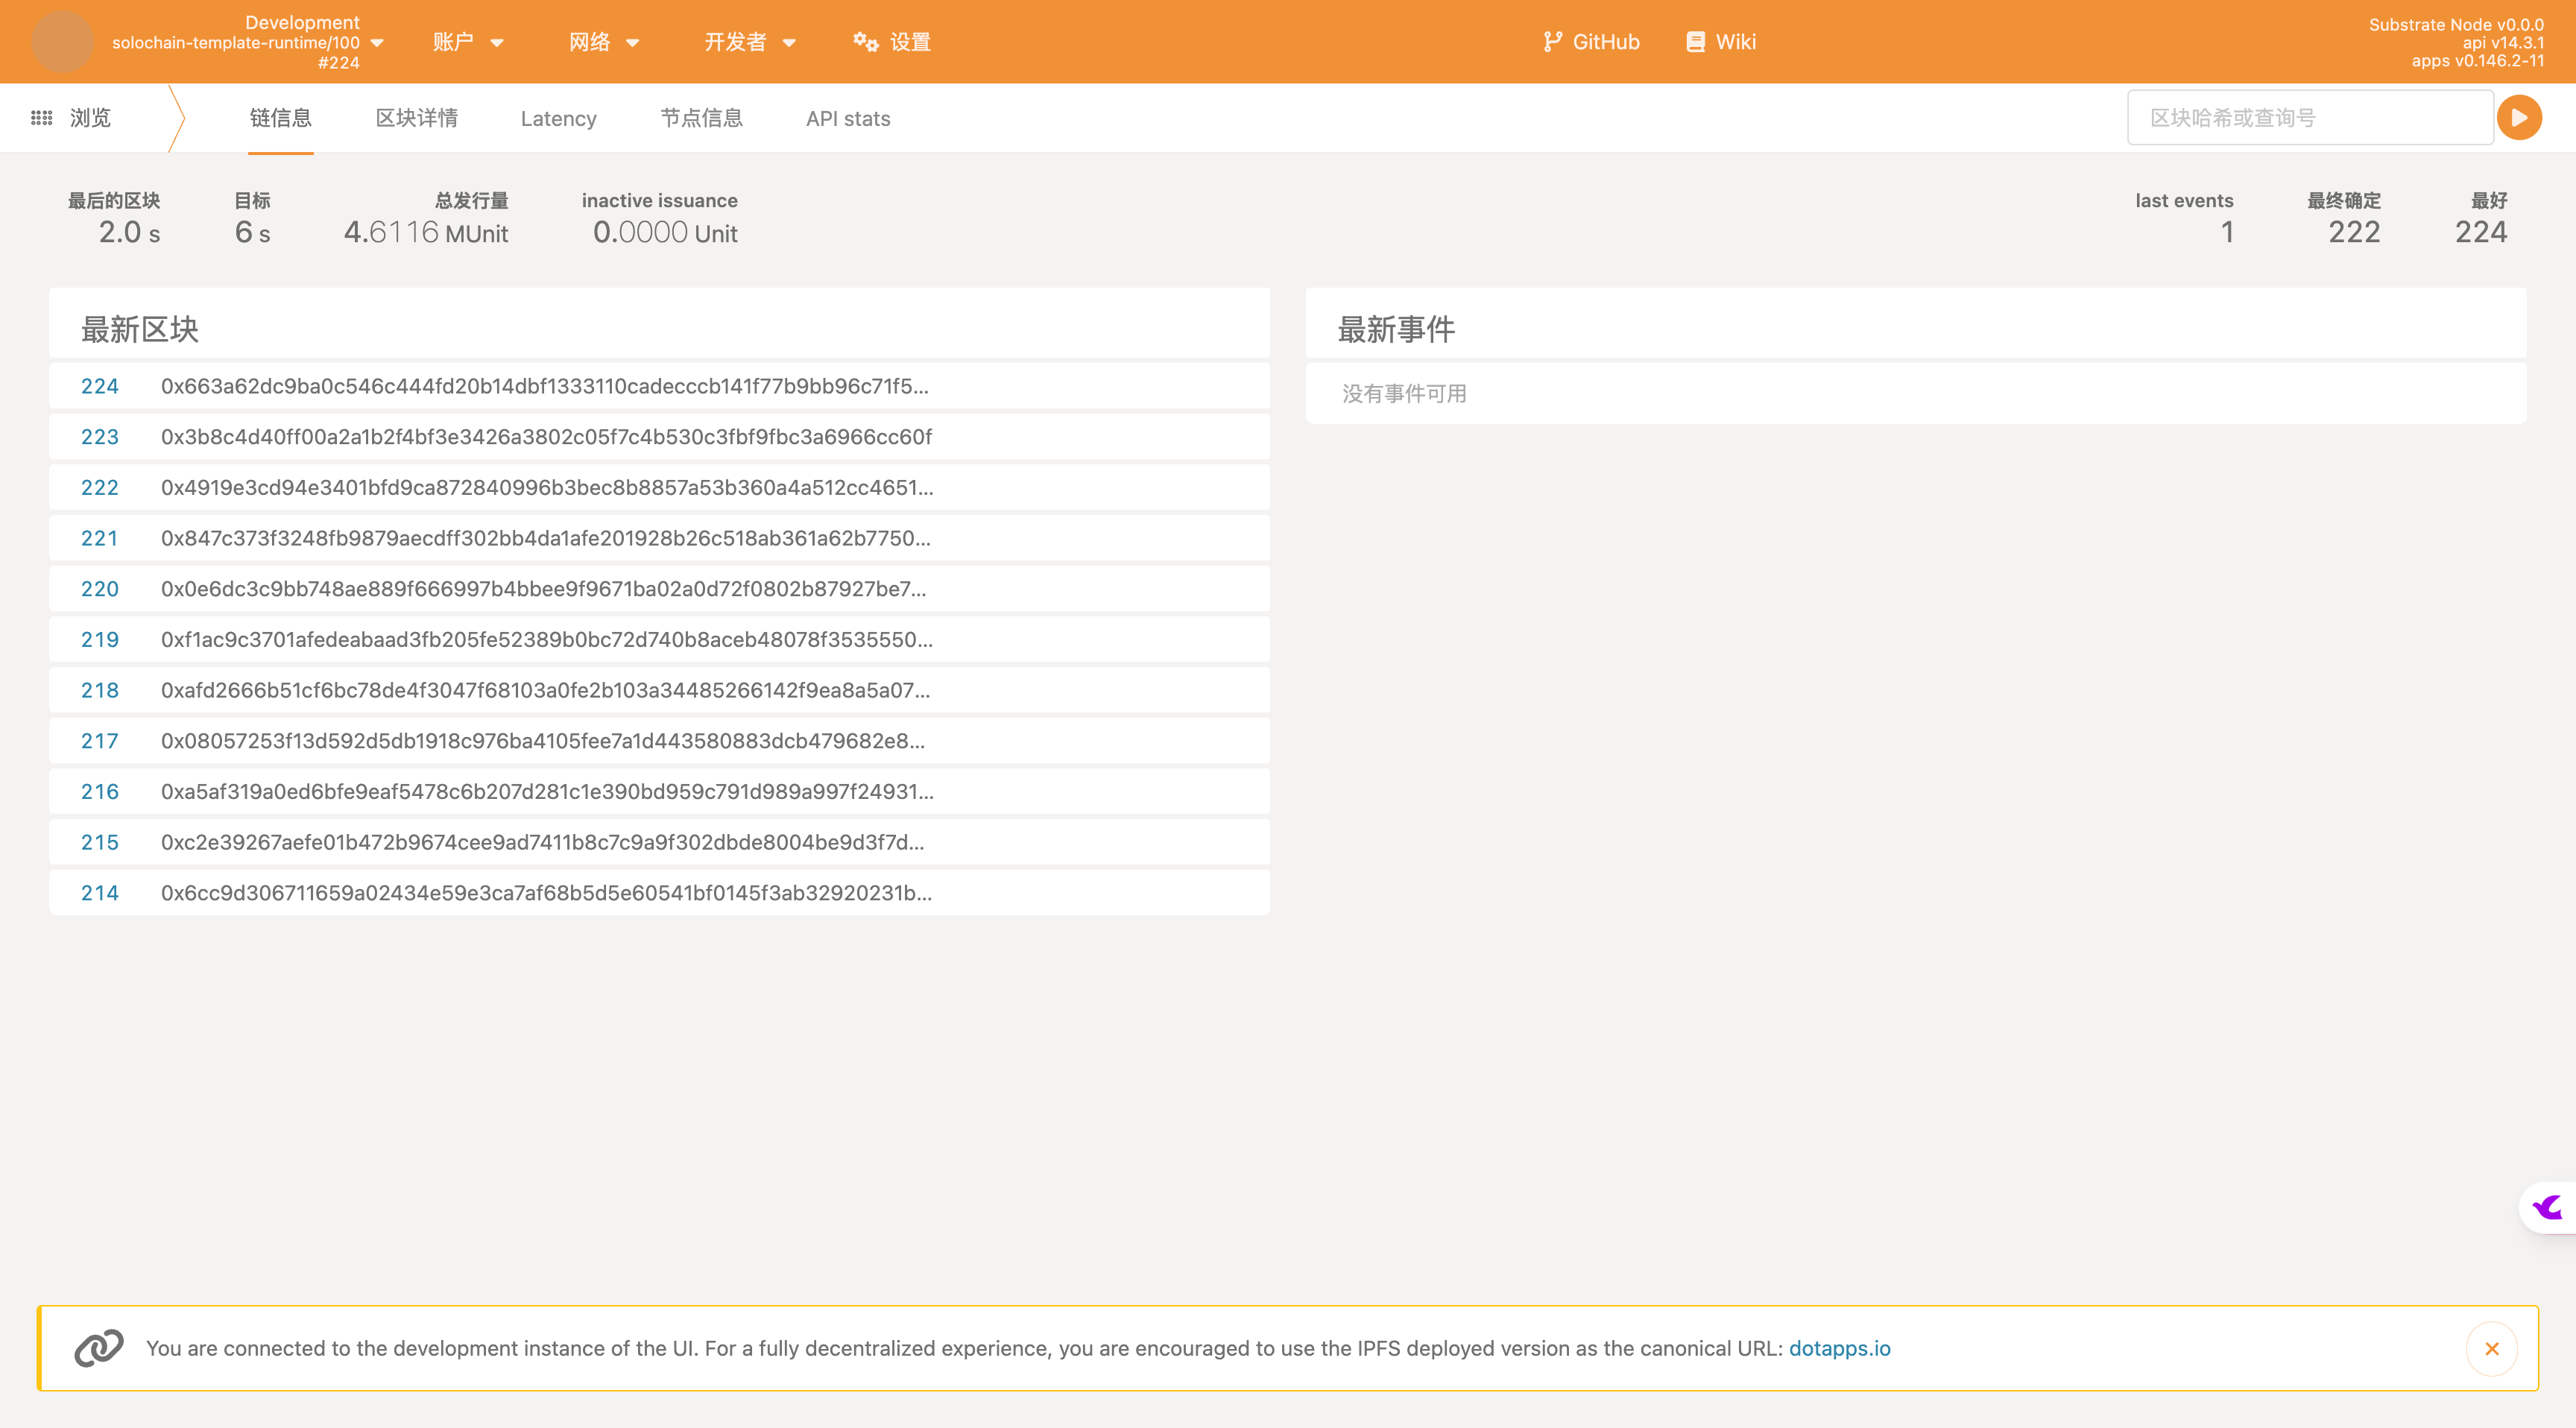 Development
solochain-template-runtime/100
#224
账户
网络
开发者
设置
GitHub
Wiki
Substrate Node v0.0.0
api v14.3.1
apps v0.146.2-11
浏览
链信息
区块详情
Latency
节点信息
API stats
区块哈希或查询号
最后的区块
2.0 s
目标
6 s
总发行量
4.6116 MUnit
inactive issuance
0.0000 Unit
last events
1
最终确定
222
最好
224
最新区块
224 0x663a62dc9ba0c546c444fd20b14dbf1333110cadecccb141f77b9bb96c71f5...
223 0x3b8c4d40ff00a2a1b2f4bf3e3426a3802c05f7c4b530c3fbf9fbc3a6966cc60f
222 0x4919e3cd94e3401bfd9ca872840996b3bec8b8857a53b360a4a512cc4651...
221 0x847c373f3248fb9879aecdff302bb4da1afe201928b26c518ab361a62b7750...
220 0x0e6dc3c9bb748ae889f666997b4bbee9f9671ba02a0d72f0802b87927be7...
219 0xf1ac9c3701afedeabaad3fb205fe52389b0bc72d740b8aceb48078f3535550...
218 0xafd2666b51cf6bc78de4f3047f68103a0fe2b103a34485266142f9ea8a5a07...
217 0x08057253f13d592d5db1918c976ba4105fee7a1d443580883dcb479682e8...
216 0xa5af319a0ed6bfe9eaf5478c6b207d281c1e390bd959c791d989a997f24931...
215 0xc2e39267aefe01b472b9674cee9ad7411b8c7c9a9f302dbde8004be9d3f7d...
214 0x6cc9d306711659a02434e59e3ca7af68b5d5e60541bf0145f3ab32920231b...
最新事件
没有事件可用
You are connected to the development instance of the UI. For a fully decentralized experience, you are encouraged to use the IPFS deployed version as the canonical URL: dotapps.io